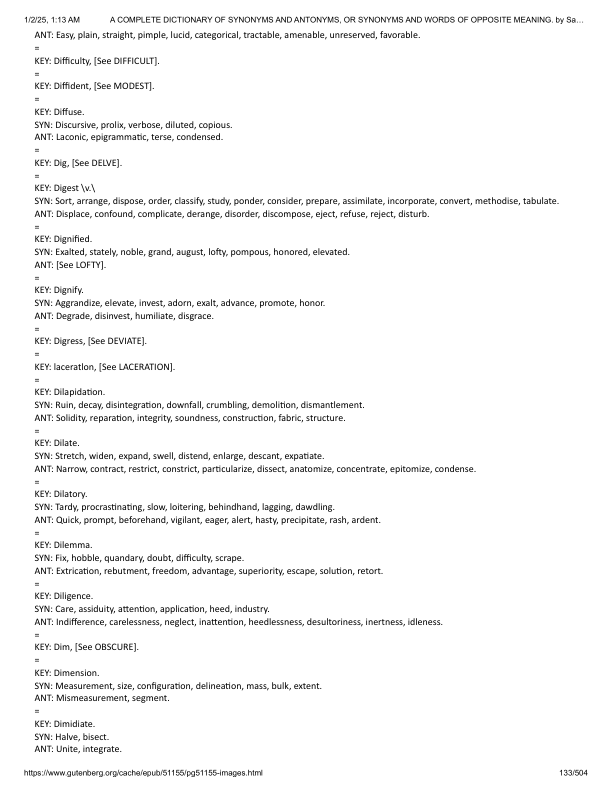 1/2/25, 1:13 AM A COMPLETE DICTIONARY OF SYNONYMS AND ANTONYMS, OR SYNONYMS AND WORDS OF OPPOSITE MEANING. by Sa…
ANT: Easy, plain, straight, pimple, lucid, categorical, tractable, amenable, unreserved, favorable.
=
KEY: Difficulty, [See DIFFICULT].
=
KEY: Diffident, [See MODEST].
=
KEY: Diffuse.
SYN: Discursive, prolix, verbose, diluted, copious.
ANT: Laconic, epigrammatic, terse, condensed.
=
KEY: Dig, [See DELVE].
=
KEY: Digest \v.\
SYN: Sort, arrange, dispose, order, classify, study, ponder, consider, prepare, assimilate, incorporate, convert, methodise, tabulate.
ANT: Displace, confound, complicate, derange, disorder, discompose, eject, refuse, reject, disturb.
=
KEY: Dignified.
SYN: Exalted, stately, noble, grand, august, lofty, pompous, honored, elevated.
ANT: [See LOFTY].
=
KEY: Dignify.
SYN: Aggrandize, elevate, invest, adorn, exalt, advance, promote, honor.
ANT: Degrade, disinvest, humiliate, disgrace.
=
KEY: Digress, [See DEVIATE].
=
KEY: laceratlon, [See LACERATION].
=
KEY: Dilapidation.
SYN: Ruin, decay, disintegration, downfall, crumbling, demolition, dismantlement.
ANT: Solidity, reparation, integrity, soundness, construction, fabric, structure.
=
KEY: Dilate.
SYN: Stretch, widen, expand, swell, distend, enlarge, descant, expatiate.
ANT: Narrow, contract, restrict, constrict, particularize, dissect, anatomize, concentrate, epitomize, condense.
=
KEY: Dilatory.
SYN: Tardy, procrastinating, slow, loitering, behindhand, lagging, dawdling.
ANT: Quick, prompt, beforehand, vigilant, eager, alert, hasty, precipitate, rash, ardent.
=
KEY: Dilemma.
SYN: Fix, hobble, quandary, doubt, difficulty, scrape.
ANT: Extrication, rebutment, freedom, advantage, superiority, escape, solution, retort.
=
KEY: Diligence.
SYN: Care, assiduity, attention, application, heed, industry.
ANT: Indifference, carelessness, neglect, inattention, heedlessness, desultoriness, inertness, idleness.
=
KEY: Dim, [See OBSCURE].
=
KEY: Dimension.
SYN: Measurement, size, configuration, delineation, mass, bulk, extent.
ANT: Mismeasurement, segment.
=
KEY: Dimidiate.
SYN: Halve, bisect.
ANT: Unite, integrate.
https://www.gutenberg.org/cache/epub/51155/pg51155-images.html 133/504